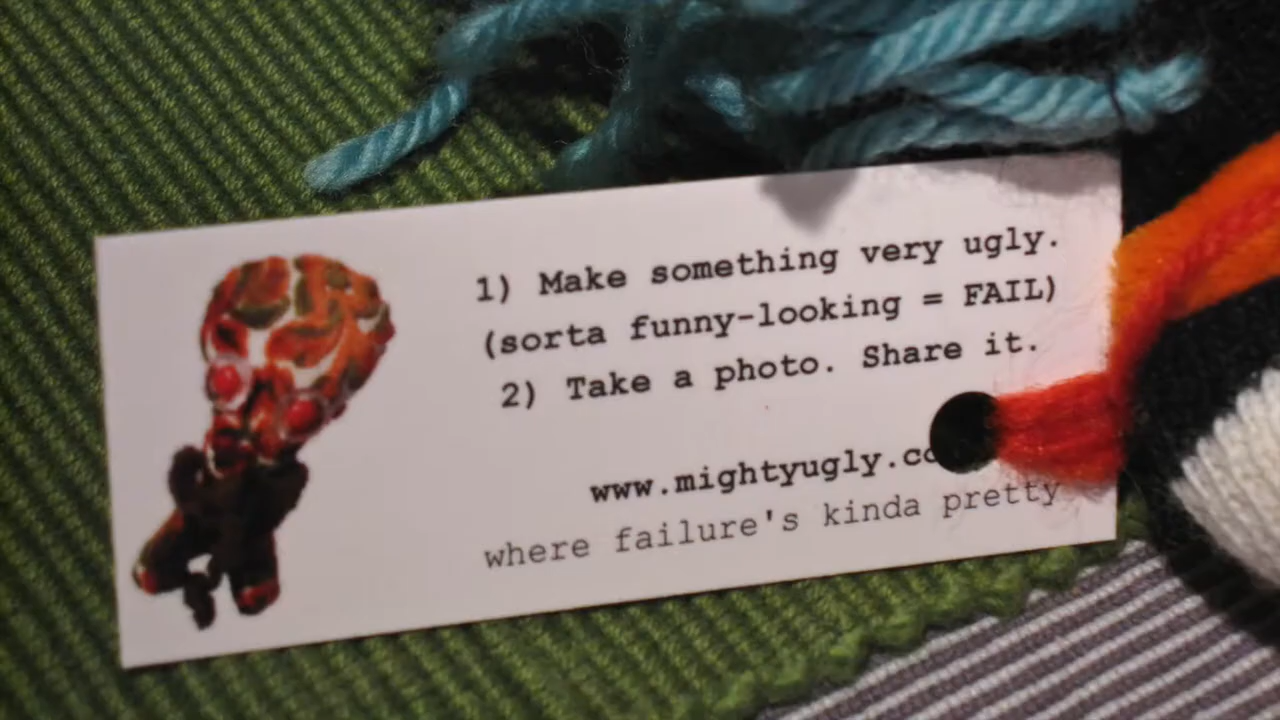 1) Make something very ugly.
(sorta funny-looking = FAIL)
2) Take a photo. Share it.
www.mightyugly.co
where failure's kinda pretty